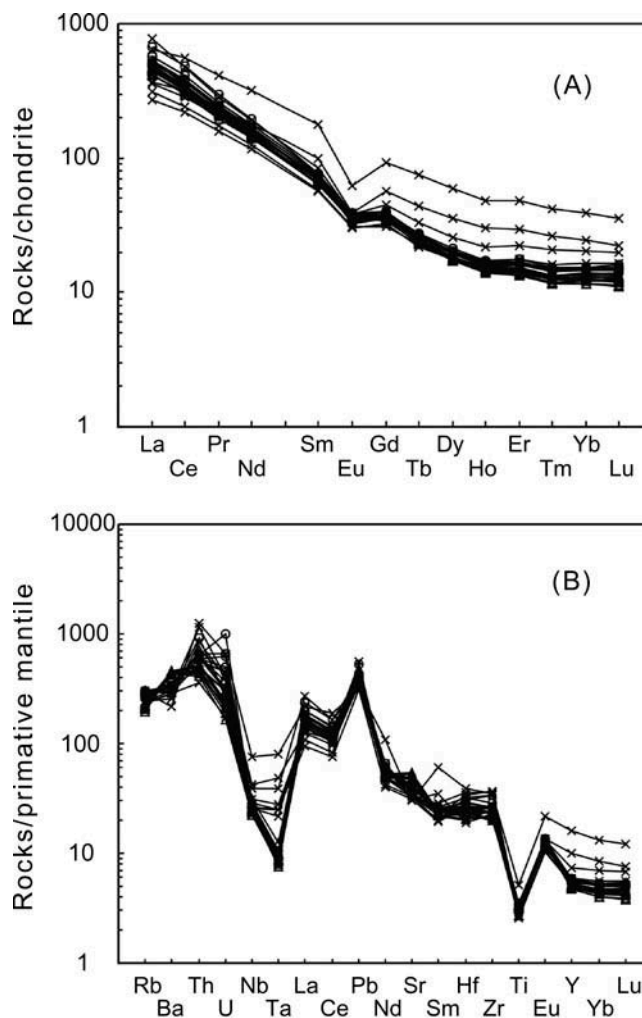 1000
(A)
100
Rocks/chondrite
10
1
La Pr Sm Gd Dy Er Yb
Ce Nd Eu Tb Ho Tm Lu
10000
(B)
1000
Rocks/primative mantile
100
10
1
Rb Th Nb La Pb Sr Hf Ti Y Lu
Ba U Ta Ce Nd Sm Zr Eu Yb